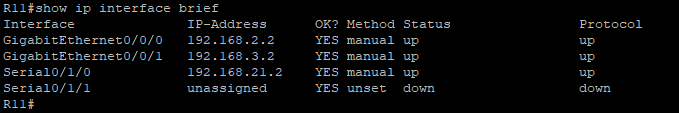 R11#show ip interface brief
Interface              IP-Address      OK? Method Status                Protocol
GigabitEthernet0/0/0   192.168.2.2     YES manual up                    up
GigabitEthernet0/0/1   192.168.3.2     YES manual up                    up
Serial0/1/0            192.168.21.2    YES manual up                    up
Serial0/1/1            unassigned      YES unset  down                  down
R11#